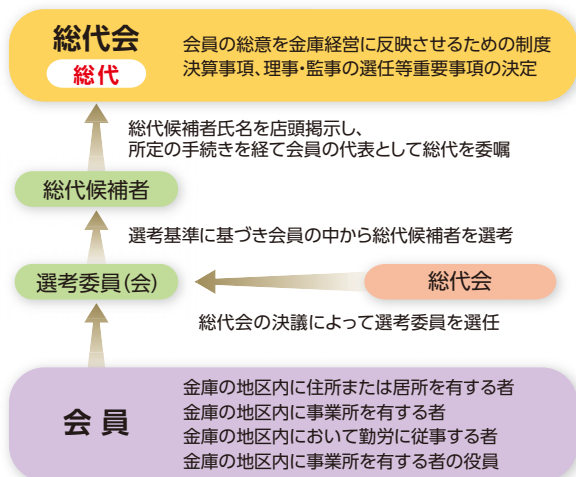 総代会
総代
会員の総意を金庫経営に反映させるための制度
決算事項、理事・監事の選任等重要事項の決定
総代候補者氏名を店頭掲示し、
所定の手続きを経て会員の代表として総代を委嘱
総代候補者
選考基準に基づき会員の中から総代候補者を選考
選考委員(会)
総代会
総代会の決議によって選考委員を選任
会員
金庫の地区内に住所または居所を有する者
金庫の地区内に事業所を有する者
金庫の地区内において勤労に従事する者
金庫の地区内に事業所を有する者の役員